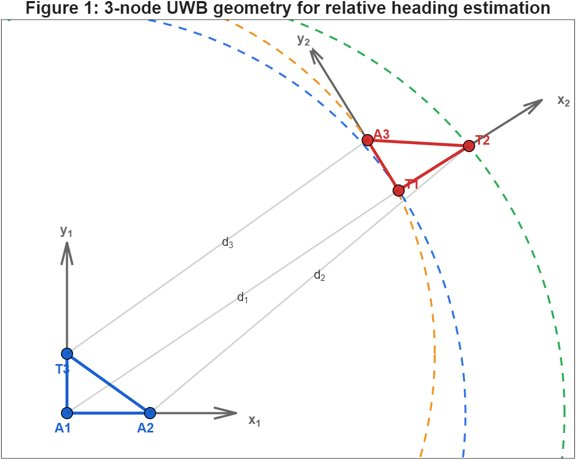 Figure 1: 3-node UWB geometry for relative heading estimation
y₂
x₂
A3
T2
T1
y₁
d₃
d₂
d₁
T3
x₁
A1
A2